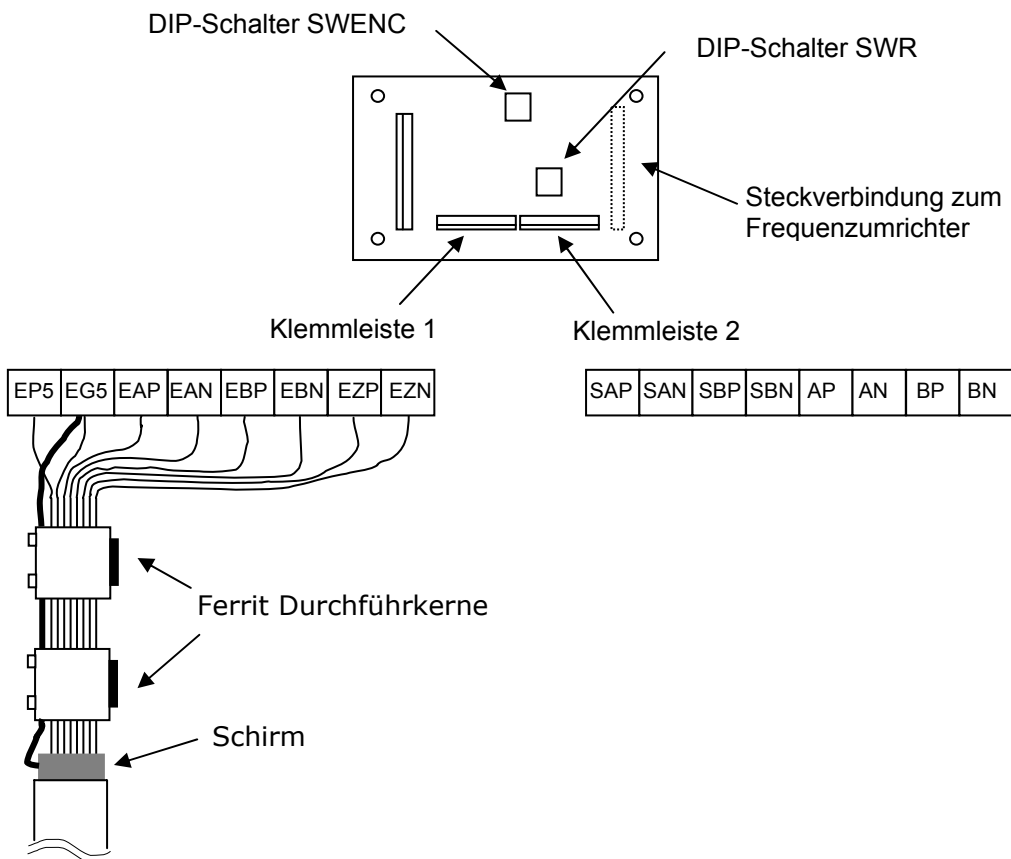 DIP-Schalter SWENC
DIP-Schalter SWR
Steckverbindung zum
Frequenzumrichter
Klemmleiste 1
Klemmleiste 2
EP5 EG5 EAP EAN EBP EBN EZP EZN
SAP SAN SBP SBN AP AN BP BN
Ferrit Durchführkerne
Schirm